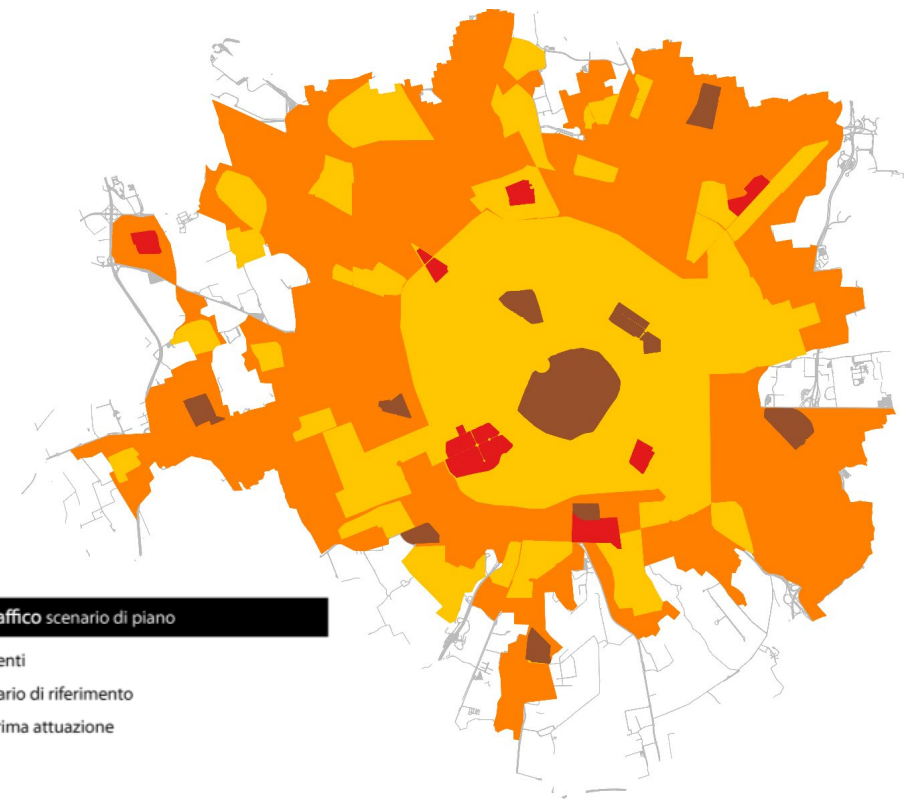 affico scenario di piano
enti
ario di riferimento
rima attuazione